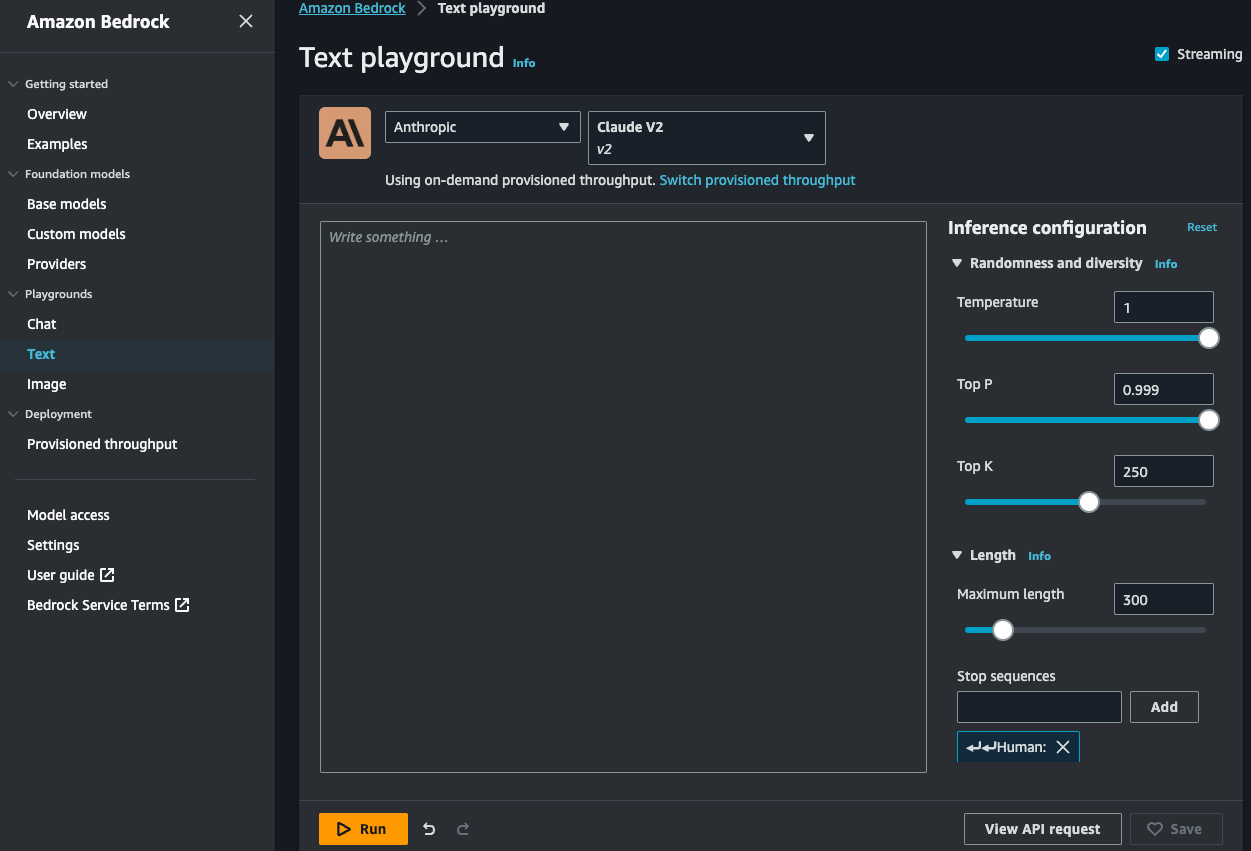 Amazon Bedrock
Getting started
Overview
Examples
Foundation models
Base models
Custom models
Providers
Playgrounds
Chat
Text
Image
Deployment
Provisioned throughput
Model access
Settings
User guide
Bedrock Service Terms
Amazon Bedrock > Text playground
Text playground Info
Streaming
A\
Anthropic
Claude V2
v2
Using on-demand provisioned throughput. Switch provisioned throughput
Write something ...
Inference configuration Reset
Randomness and diversity Info
Temperature 1
Top P 0.999
Top K 250
Length Info
Maximum length 300
Stop sequences
Add
↵↵Human:
Run
View API request
Save